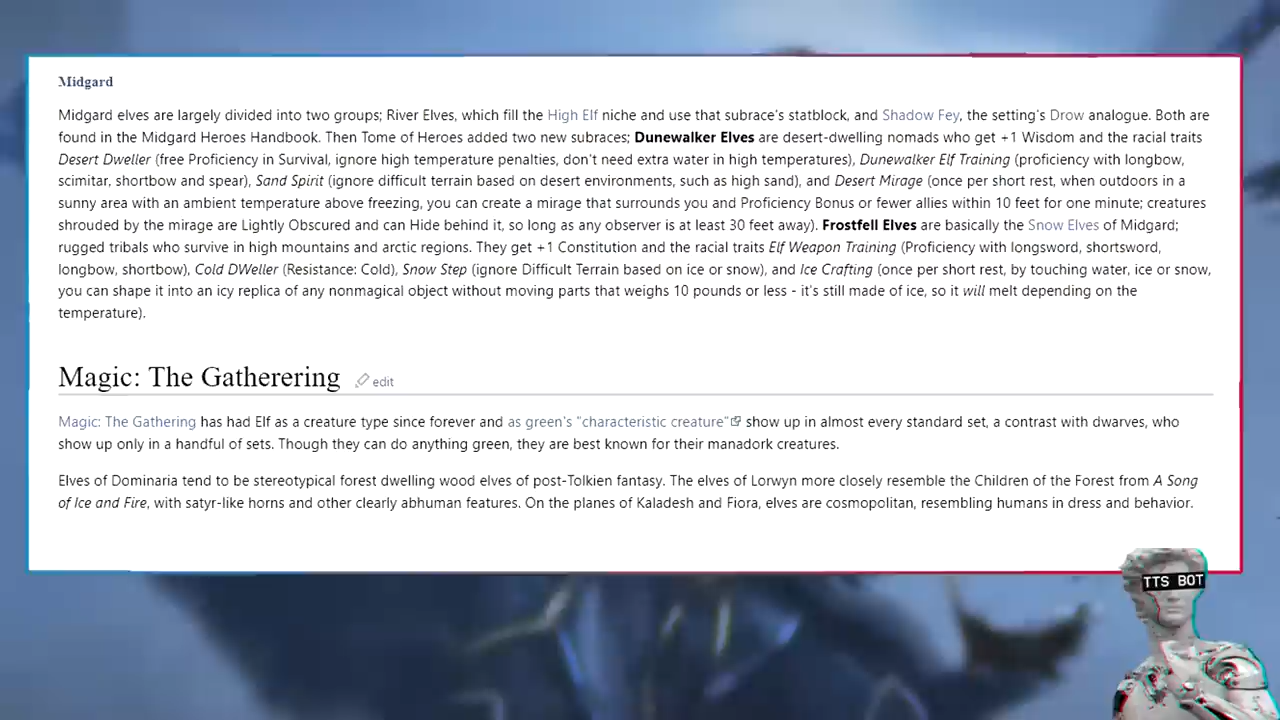 Midgard
Midgard elves are largely divided into two groups; River Elves, which fill the High Elf niche and use that subrace's statblock, and Shadow Fey, the setting's Drow analogue. Both are
found in the Midgard Heroes Handbook. Then Tome of Heroes added two new subraces; Dunewalker Elves are desert-dwelling nomads who get +1 Wisdom and the racial traits
Desert Dweller (free Proficiency in Survival, ignore high temperature penalties, don't need extra water in high temperatures), Dunewalker Elf Training (proficiency with longbow,
scimitar, shortbow and spear), Sand Spirit (ignore difficult terrain based on desert environments, such as high sand), and Desert Mirage (once per short rest, when outdoors in a
sunny area with an ambient temperature above freezing, you can create a mirage that surrounds you and Proficiency Bonus or fewer allies within 10 feet for one minute; creatures
shrouded by the mirage are Lightly Obscured and can Hide behind it, so long as any observer is at least 30 feet away). Frostfell Elves are basically the Snow Elves of Midgard;
rugged tribals who survive in high mountains and arctic regions. They get +1 Constitution and the racial traits Elf Weapon Training (Proficiency with longsword, shortsword,
longbow, shortbow), Cold DWeller (Resistance: Cold), Snow Step (ignore Difficult Terrain based on ice or snow), and Ice Crafting (once per short rest, by touching water, ice or snow,
you can shape it into an icy replica of any nonmagical object without moving parts that weighs 10 pounds or less - it's still made of ice, so it will melt depending on the
temperature).
Magic: The Gatherering edit
Magic: The Gathering has had Elf as a creature type since forever and as green's "characteristic creature" show up in almost every standard set, a contrast with dwarves, who
show up only in a handful of sets. Though they can do anything green, they are best known for their manadork creatures.
Elves of Dominaria tend to be stereotypical forest dwelling wood elves of post-Tolkien fantasy. The elves of Lorwyn more closely resemble the Children of the Forest from A Song
of Ice and Fire, with satyr-like horns and other clearly abhuman features. On the planes of Kaladesh and Fiora, elves are cosmopolitan, resembling humans in dress and behavior.
TTS BOT